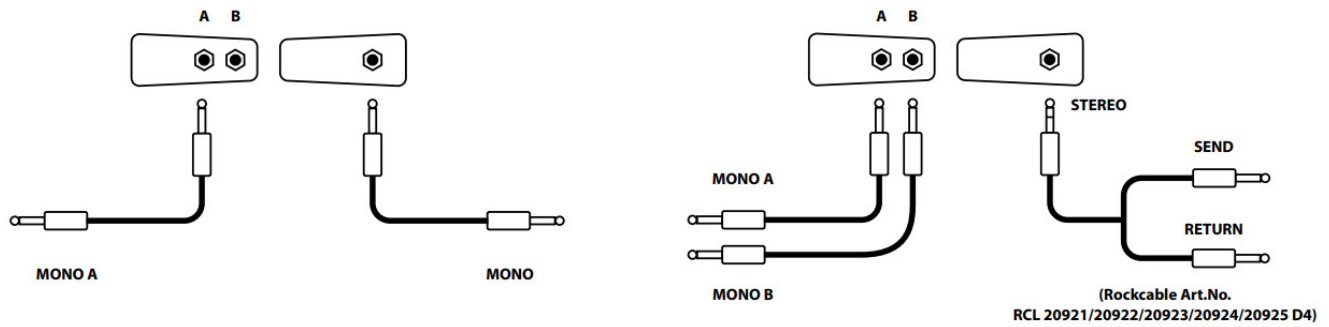 A B
MONO A
MONO
A B
STEREO
MONO A
MONO B
SEND
RETURN
(Rockcable Art.No.
RCL 20921/20922/20923/20924/20925 D4)